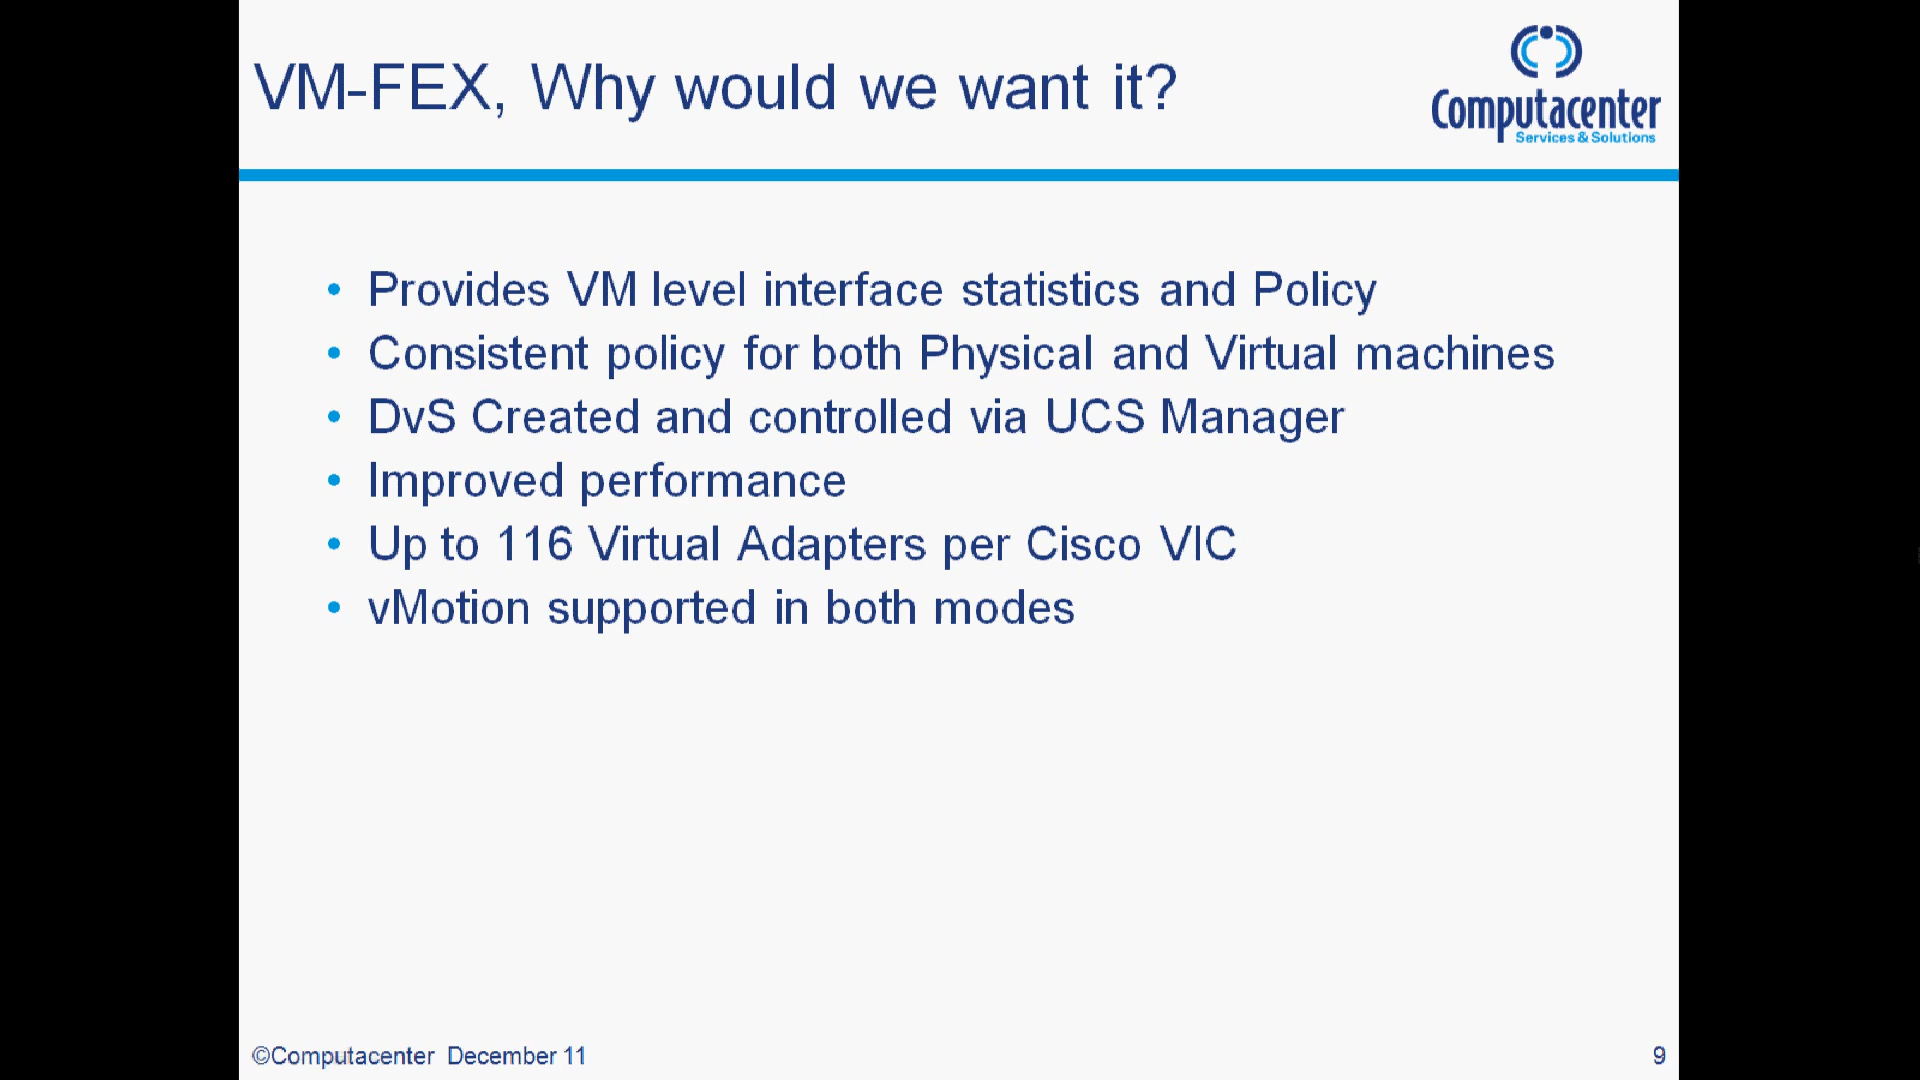 VM-FEX, Why would we want it?
Computacenter
Services & Solutions
• Provides VM level interface statistics and Policy
• Consistent policy for both Physical and Virtual machines
• DvS Created and controlled via UCS Manager
• Improved performance
• Up to 116 Virtual Adapters per Cisco VIC
• vMotion supported in both modes
©Computacenter December 11
9